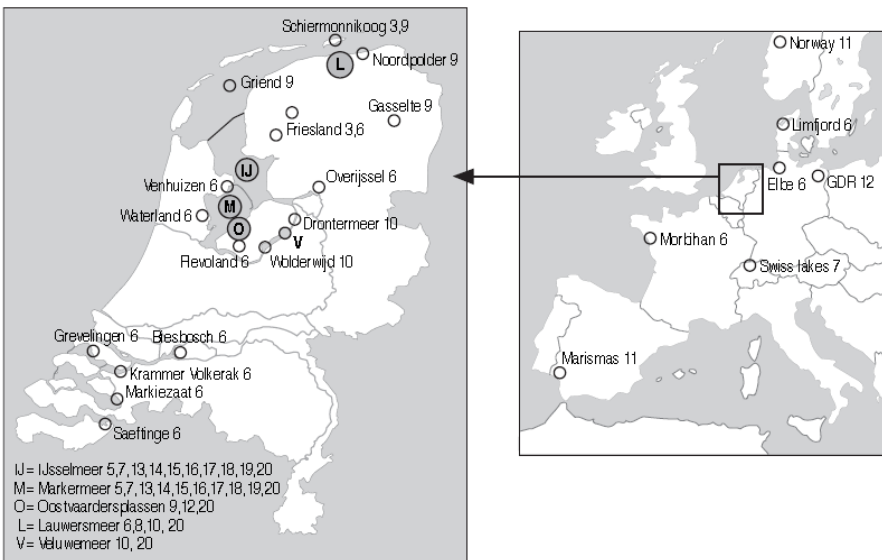 Schiermonnikoog 3,9
Noordpolder 9
L
Griend 9
Gasselte 9
Friesland 3,6
IJ
Overijssel 6
Venhuizen 6
M
Waterland 6
Drontermeer 10
O
V
Flevoland 6
Wolderwijd 10
Grevelingen 6
Biesbosch 6
Krammer Volkerak 6
Markiezaat 6
Saeftinge 6
IJ= IJsselmeer 5,7,13,14,15,16,17,18,19,20
M= Markermeer 5,7,13,14,15,16,17,18,19,20
O= Oostvaardersplassen 9,12,20
L= Lauwersmeer 6,8,10, 20
V= Veluwemeer 10, 20
Norway 11
Limfjord 6
Elbe 6
GDR 12
Morbihan 6
Swiss lakes 7
Marismas 11